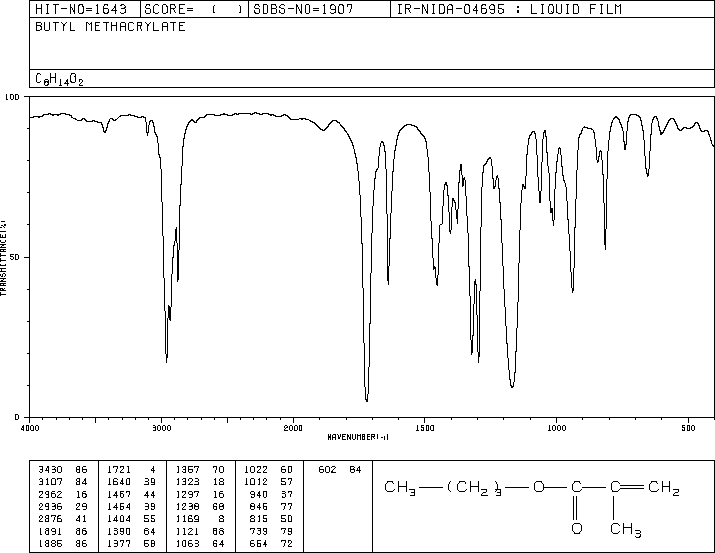 HIT-NO=1643 SCORE= ( ) SDBS-NO=1907 IR-NIDA-04695 : LIQUID FILM
BUTYL METHACRYLATE
C8H14O2
100
50
0
TRANSMITTANCE(%)
4000 3000 2000 1500 1000 500
WAVENUMBER(-1)
3430 86 1721 4 1357 70 1022 60 602 84
3107 84 1640 39 1323 18 1012 57
2962 16 1467 44 1297 16 940 37
2936 29 1454 39 1238 68 846 77
2876 41 1404 55 1169 8 815 50
1891 86 1390 64 1121 68 739 79
1886 86 1377 58 1063 64 654 72
CH3—(CH2)3—O—C—C=CH2
O CH3